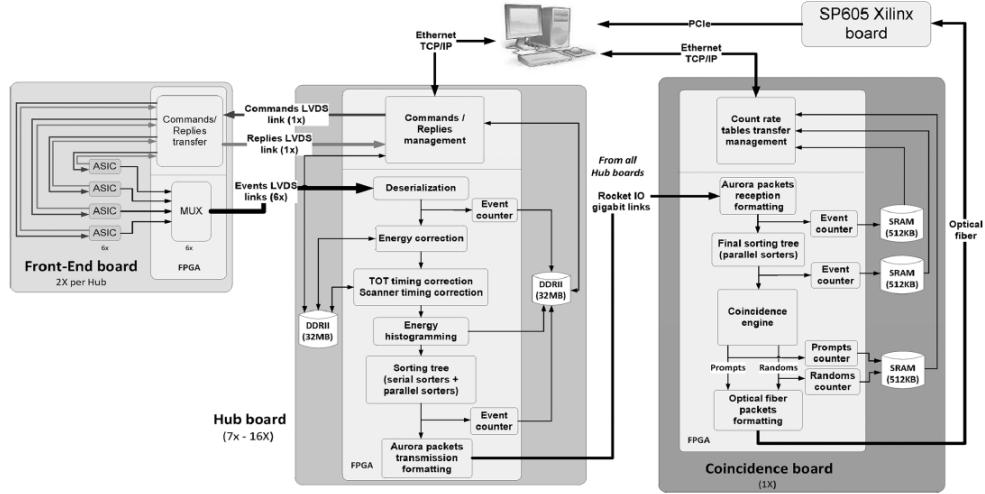 SP605 Xilinx
board
PCIe
Ethernet
TCP/IP
Ethernet
TCP/IP
Commands/
Replies
transfer
ASIC
ASIC
ASIC
ASIC
6x
MUX
6x
FPGA
Front-End board
2X per Hub
Commands LVDS
link (1x)
Replies LVDS
link (1x)
Events LVDS
links (6x)
Commands /
Replies
management
Deserialization
Event
counter
Energy correction
TOT timing correction
Scanner timing correction
DDRII
(32MB)
DDRII
(32MB)
Energy
histogramming
Sorting tree
(serial sorters +
parallel sorters)
Event
counter
Aurora packets
transmission
formatting
FPGA
Hub board
(7x - 16X)
From all
Hub boards
Rocket IO
gigabit links
Count rate
tables transfer
management
Aurora packets
reception
formatting
Event
counter
SRAM
(512KB)
Final sorting tree
(parallel sorters)
Event
counter
SRAM
(512KB)
Coincidence
engine
Prompts
counter
Prompts
Randoms
Randoms
counter
SRAM
(512KB)
Optical fiber
packets
formatting
FPGA
Optical
fiber
Coincidence board
(1X)